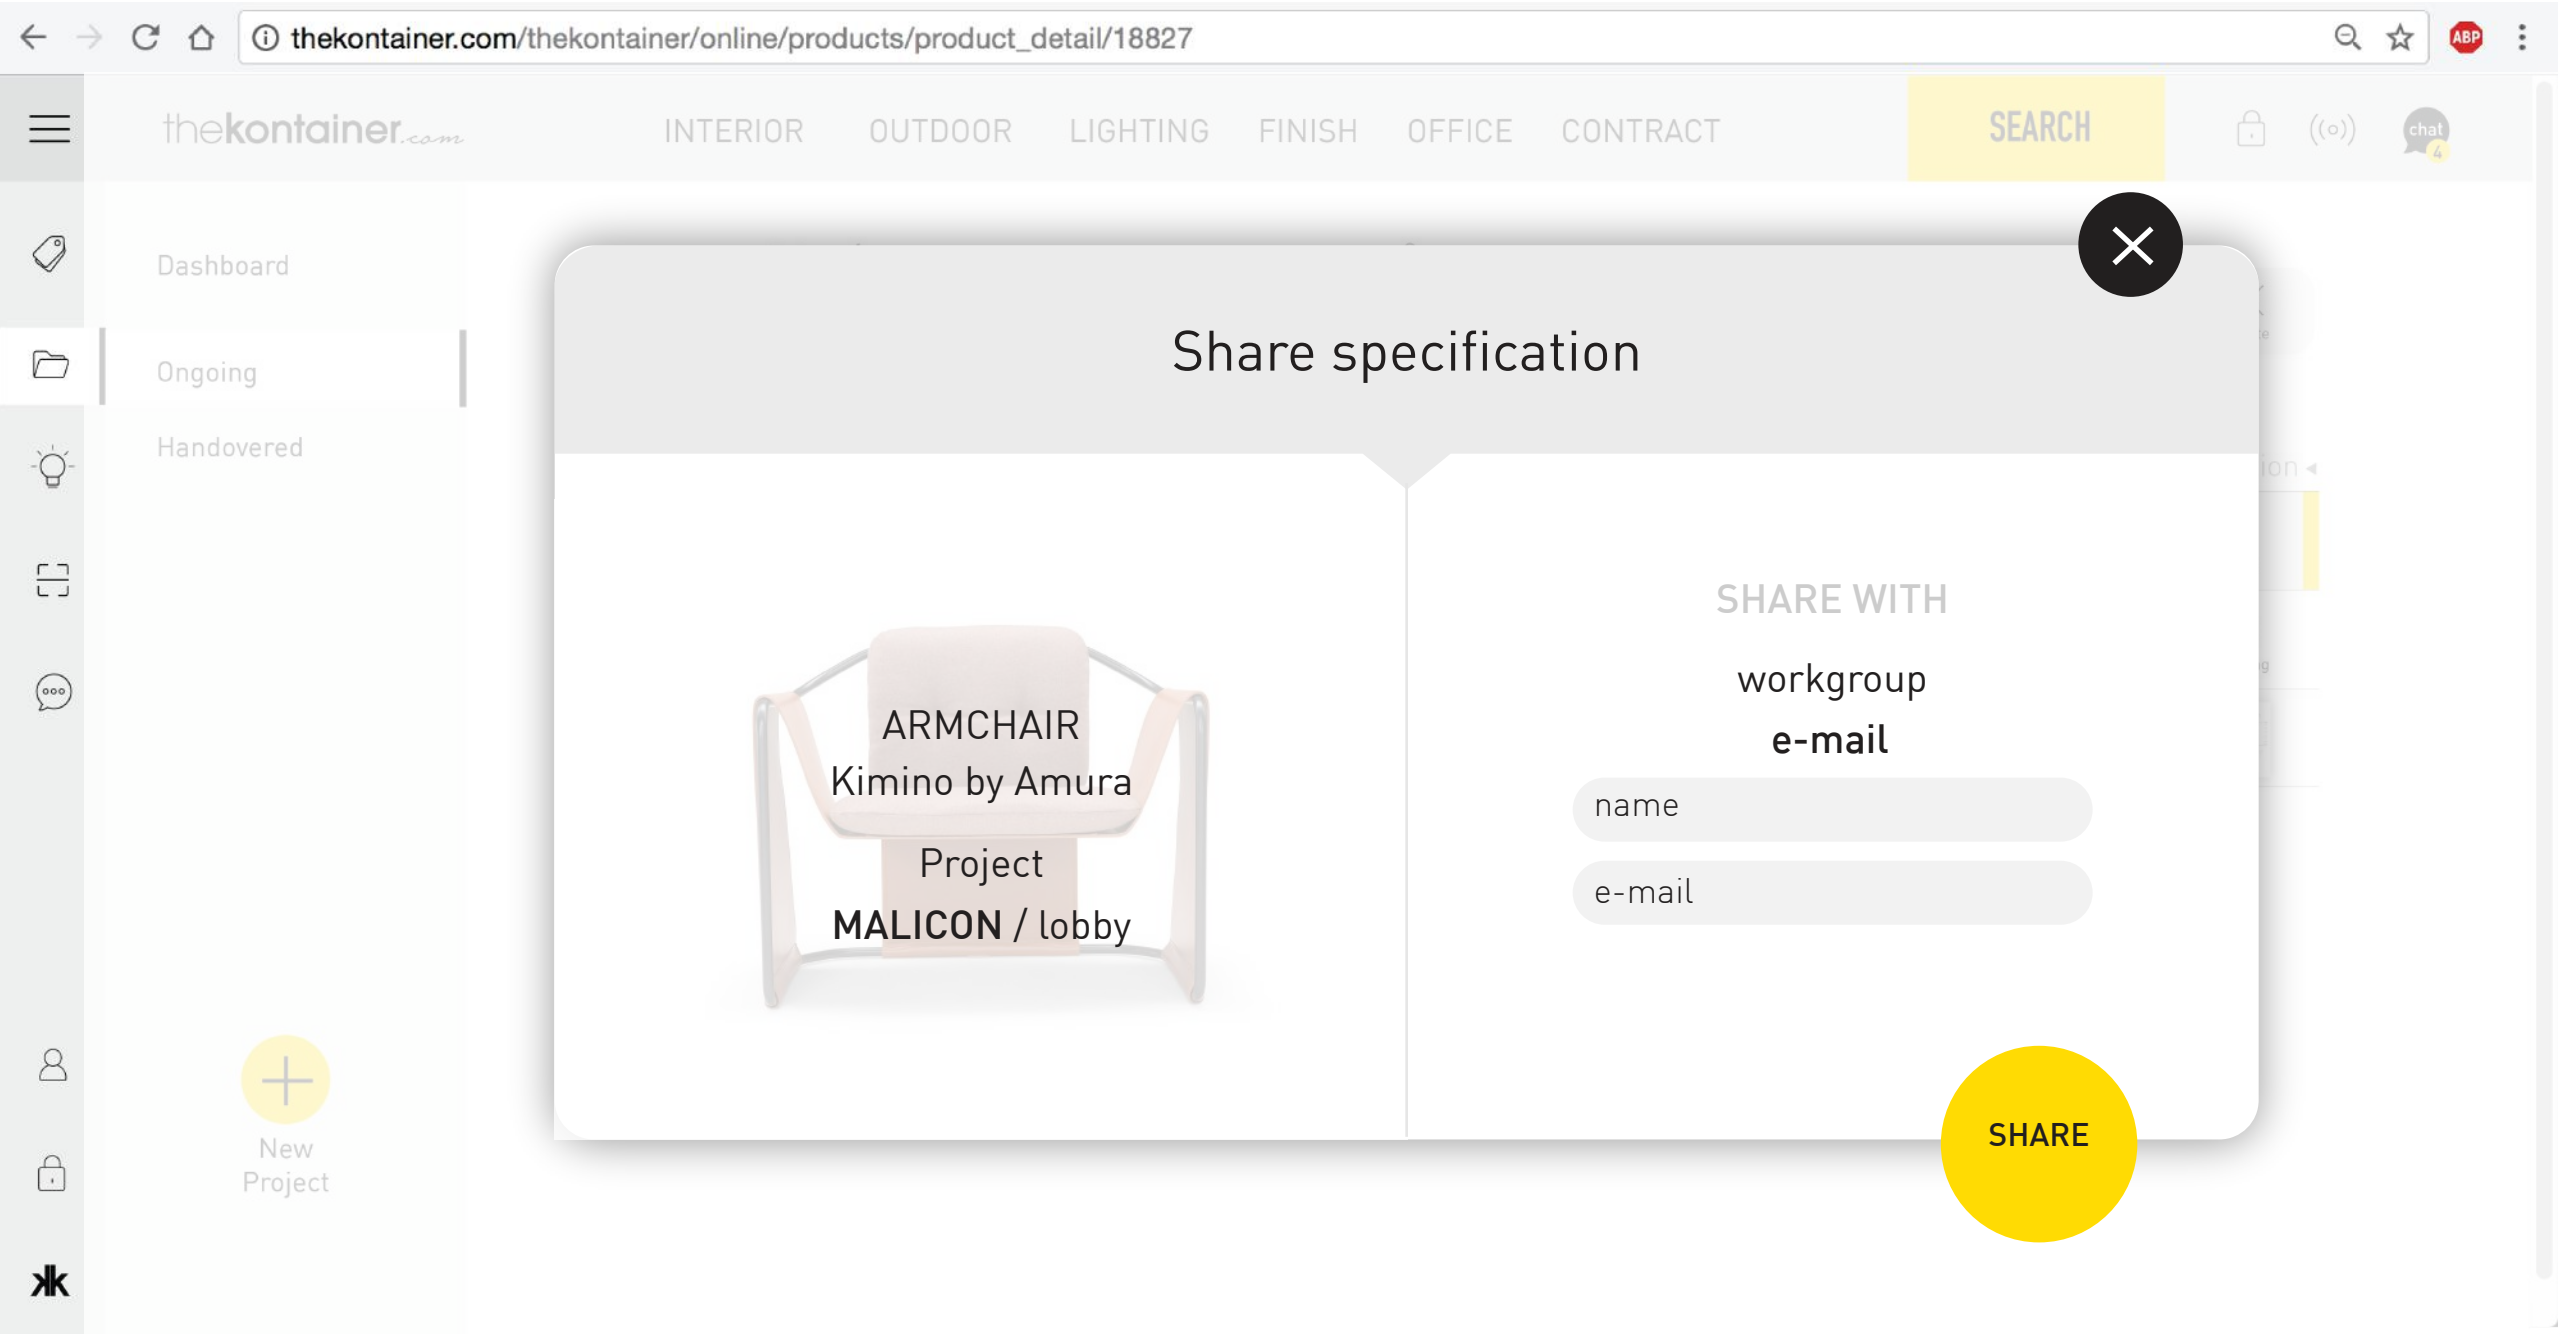 thekontainer.com/thekontainer/online/products/product_detail/18827
ABP
thekontainer.com
INTERIOR OUTDOOR LIGHTING FINISH OFFICE CONTRACT
SEARCH
chat
4
Dashboard
Ongoing
Handovered
New
Project
Share specification
ARMCHAIR
Kimino by Amura
Project
MALICON / lobby
SHARE WITH
workgroup
e-mail
name
e-mail
SHARE